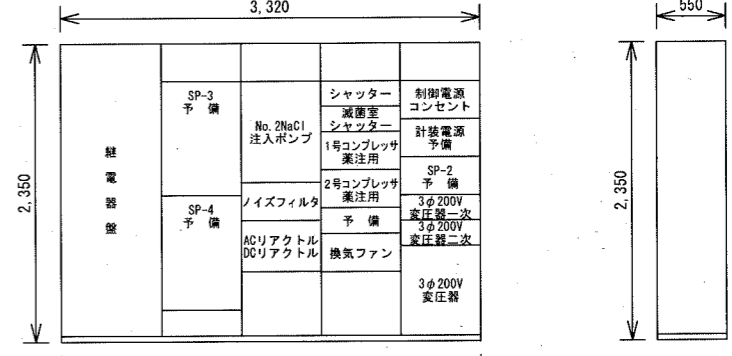 3,320
550
2,350
継電器盤
SP-3
予　備
SP-4
予　備
No.2NaCl
注入ポンプ
ノイズフィルタ
ACリアクトル
DCリアクトル
シャッター
滅菌室
シャッター
1号コンプレッサ
薬注用
2号コンプレッサ
薬注用
予　備
換気ファン
制御電源
コンセント
計装電源
予備
SP-2
予　備
3φ200V
変圧器一次
3φ200V
変圧器二次
3φ200V
変圧器
2,350